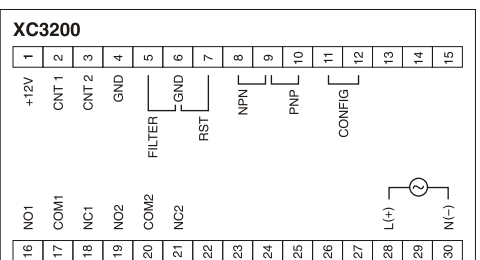 XC3200
1 2 3 4 5 6 7 8 9 10 11 12 13 14 15
+12V CNT 1 CNT 2 GND GND
FILTER RST NPN PNP CONFIG
NO1 COM1 NC1 NO2 COM2 NC2 L(+) N(−)
16 17 18 19 20 21 22 23 24 25 26 27 28 29 30